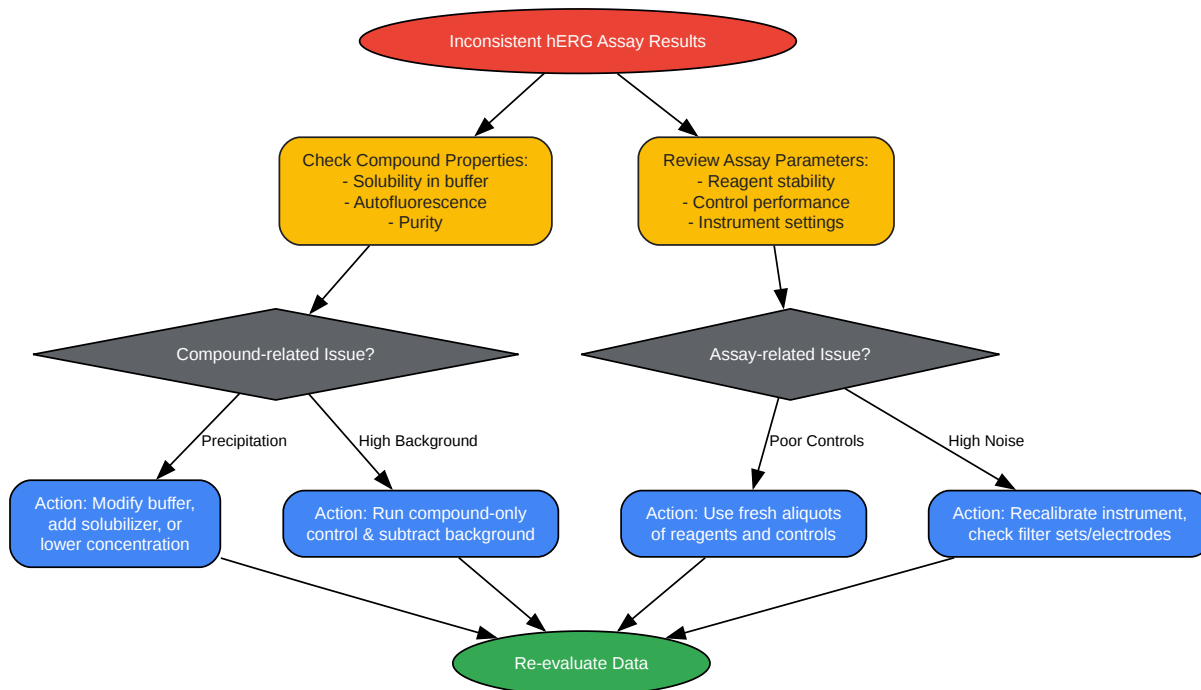 Inconsistent hERG Assay Results
Check Compound Properties:
- Solubility in buffer
- Autofluorescence
- Purity
Review Assay Parameters:
- Reagent stability
- Control performance
- Instrument settings
Compound-related Issue?
Assay-related Issue?
Precipitation
High Background
Poor Controls
High Noise
Action: Modify buffer,
add solubilizer, or
lower concentration
Action: Run compound-only
control & subtract background
Action: Use fresh aliquots
of reagents and controls
Action: Recalibrate instrument,
check filter sets/electrodes
Re-evaluate Data